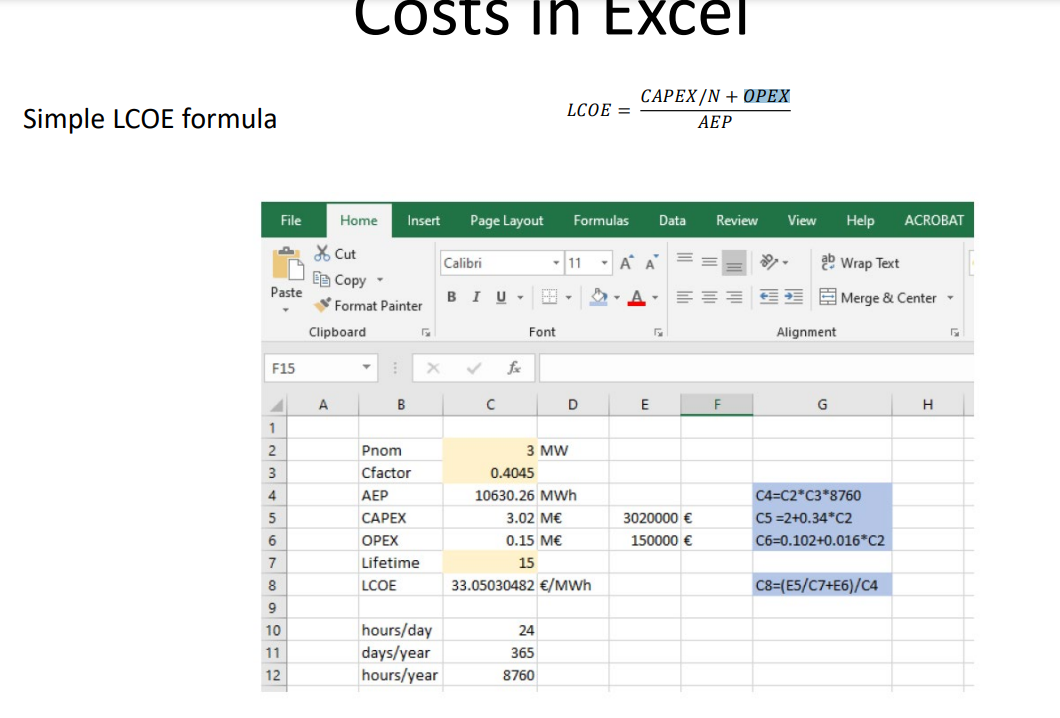 Costs in Excel
Simple LCOE formula
LCOE = CAPEX/N + OPEX
AEP
File Home Insert Page Layout Formulas Data Review View Help ACROBAT
Cut
Copy
Paste
Format Painter
Clipboard
Calibri 11 A A
B I U A
Font
ab Wrap Text
Merge & Center
Alignment
F15 fx
A B C D E F G H
1
2 Pnom 3 MW
3 Cfactor 0.4045
4 AEP 10630.26 MWh C4=C2*C3*8760
5 CAPEX 3.02 M€ 3020000 € C5 =2+0.34*C2
6 OPEX 0.15 M€ 150000 € C6=0.102+0.016*C2
7 Lifetime 15
8 LCOE 33.05030482 €/MWh C8=(E5/C7+E6)/C4
9
10 hours/day 24
11 days/year 365
12 hours/year 8760